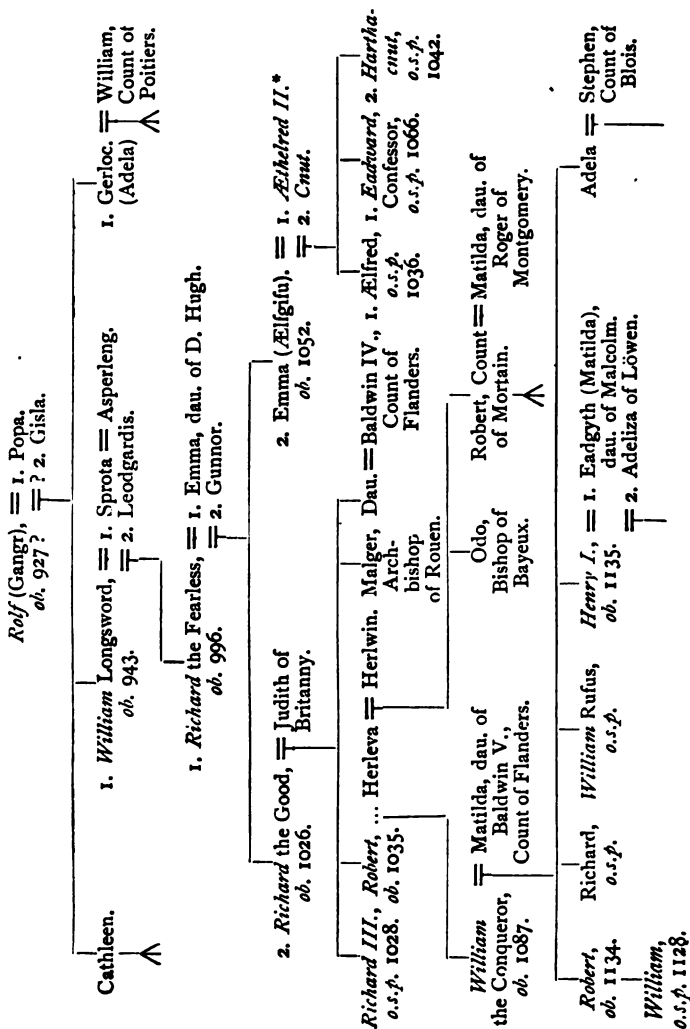 Rolf (Gangr), = 1. Popa.
ob. 927? = ? 2. Gisla.
Cathleen.
1. William Longsword, = 1. Sprota = Asperleng.
ob. 943. = 2. Leodgardis.
1. Gerloc. = William,
(Adela) Count of
Poitiers.
1. Richard the Fearless, = 1. Emma, dau. of D. Hugh.
ob. 996. = 2. Gunnor.
2. Richard the Good, = Judith of
ob. 1026. Britanny.
2. Emma (Ælfgifu). = 1. Æthelred II.*
ob. 1052. = 2. Cnut.
Richard III.,
o.s.p. 1028.
Robert, ... Herleva = Herlwin.
ob. 1035.
Malger,
Arch-
bishop
of Rouen.
Dau. = Baldwin IV.,
Count of
Flanders.
1. Ælfred,
o.s.p.
1036.
1. Eadward,
Confessor,
o.s.p. 1066.
2. Hartha-
cnut,
o.s.p.
1042.
William = Matilda, dau. of
the Conqueror, Baldwin V.,
ob. 1087. Count of Flanders.
Odo,
Bishop of
Bayeux.
Robert, Count = Matilda, dau. of
of Mortain. Roger of
Montgomery.
Robert,
ob. 1134.
Richard,
o.s.p.
William Rufus,
o.s.p.
Henry I., = 1. Eadgyth (Matilda),
ob. 1135. dau. of Malcolm.
= 2. Adeliza of Löwen.
Adela = Stephen,
Count of
Blois.
William,
o.s.p. 1128.